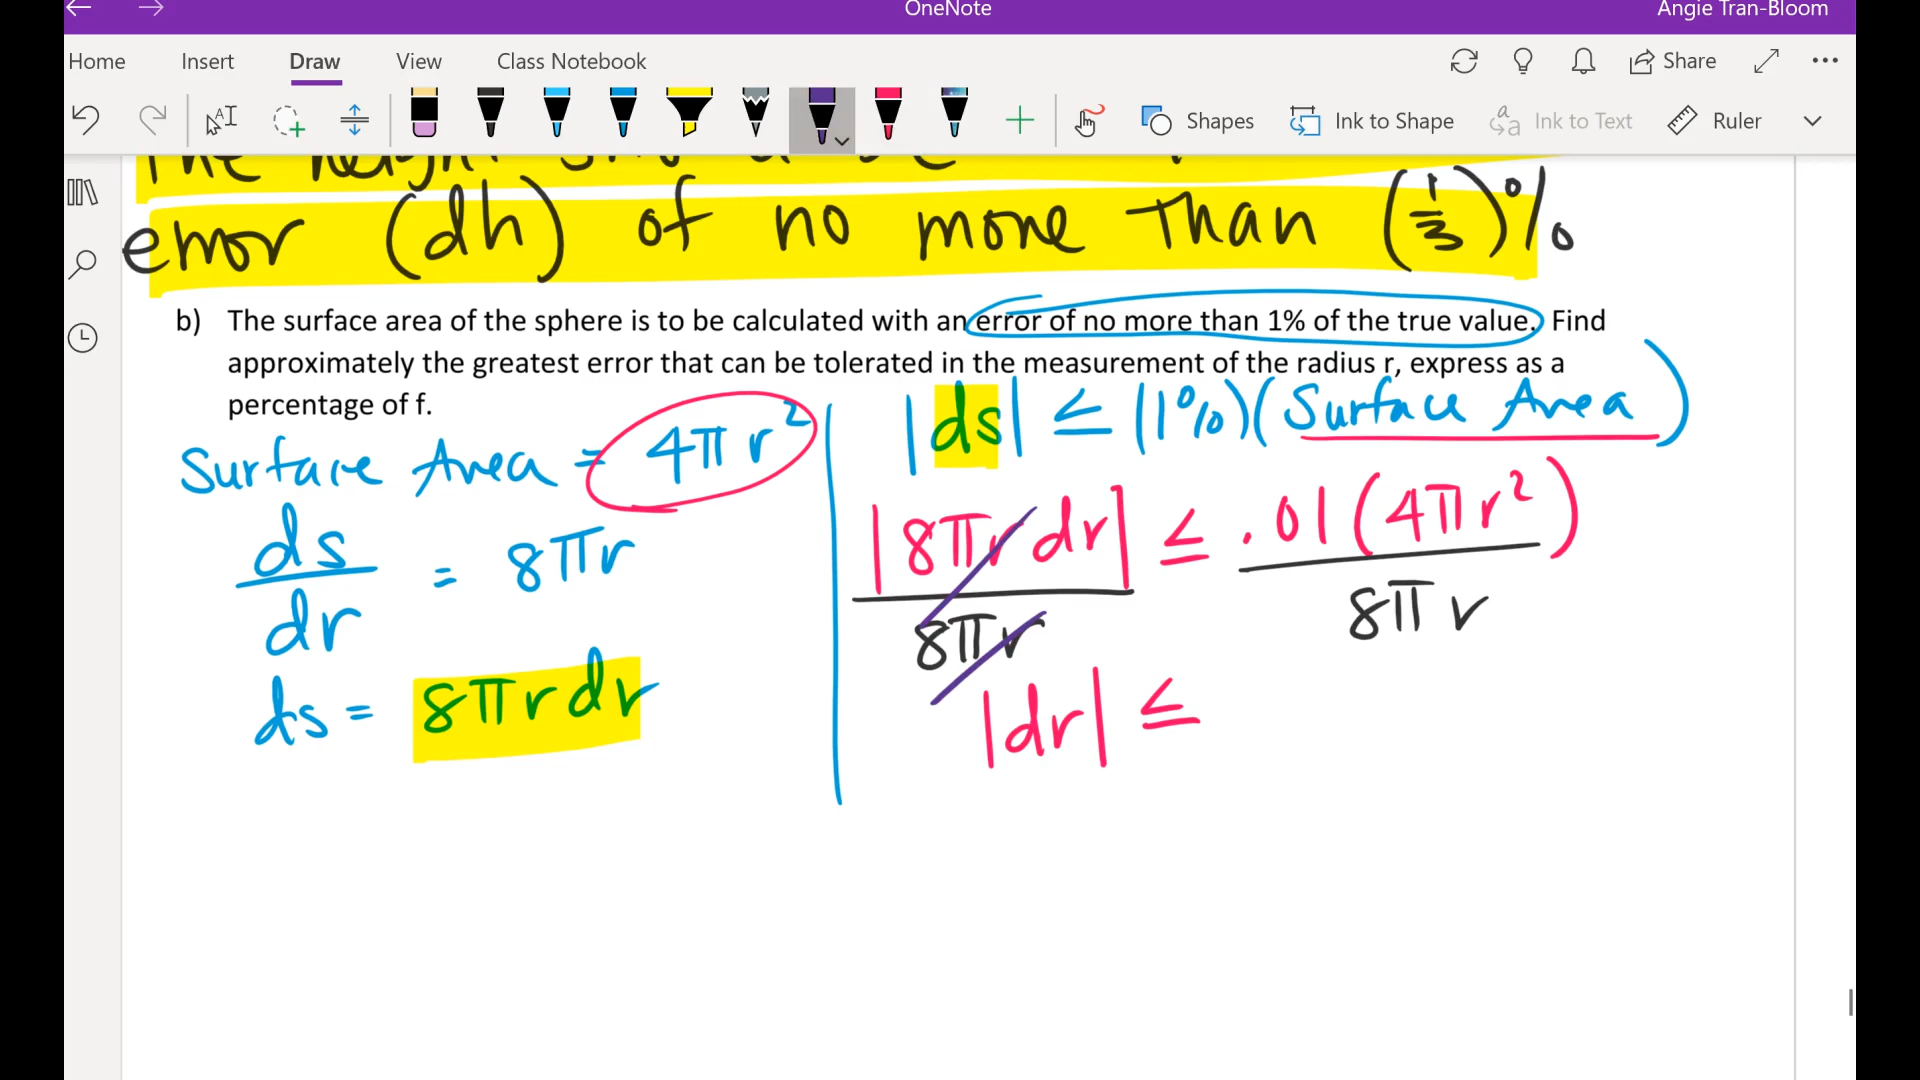 OneNote
Angie Tran-Bloom
Home Insert Draw View Class Notebook Share
Shapes Ink to Shape Ink to Text Ruler
The height
error (dh) of no more than (1/3)%
b) The surface area of the sphere is to be calculated with an error of no more than 1% of the true value. Find
approximately the greatest error that can be tolerated in the measurement of the radius r, express as a
percentage of f.
Surface Area = 4πr²
ds/dr = 8πr
ds = 8πrdr
|ds| ≤ (1%)(Surface Area)
|8πr dr| / 8πr ≤ .01(4πr²) / 8πr
|dr| ≤